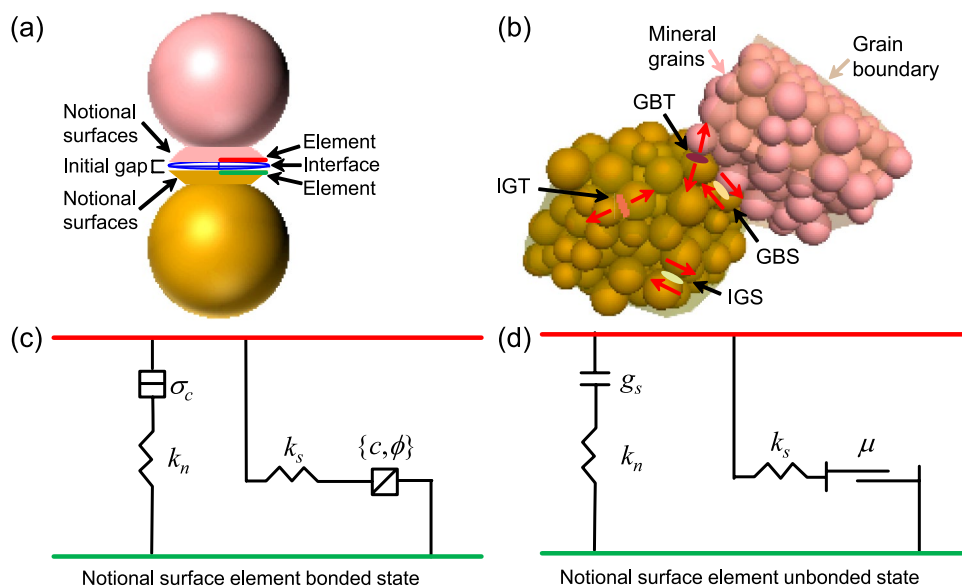 (a)
Notional
surfaces
Initial gap
Notional
surfaces
Element
Interface
Element
(b)
Mineral
grains
Grain
boundary
GBT
IGT
GBS
IGS
(c)
σc
kn
ks
{c,ϕ}
Notional surface element bonded state
(d)
gs
kn
ks
μ
Notional surface element unbonded state